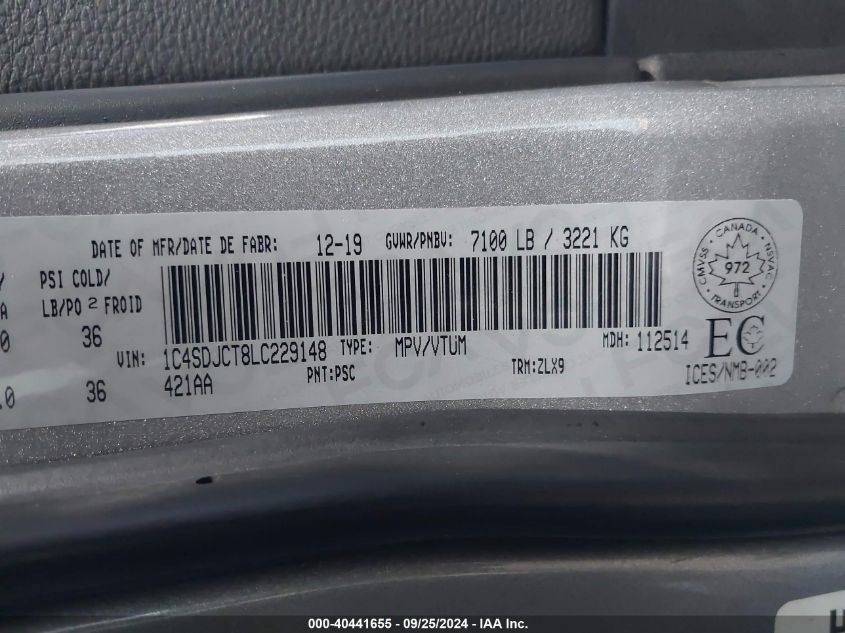 DATE OF MFR/DATE DE FABR: 12-19 GVWR/PNBV: 7100 LB / 3221 KG
PSI COLD/
LB/PO 2 FROID
36
VIN: 1C4SDJCT8LC229148 TYPE: MPV/VTUM MDH: 112514
36
421AA PNT:PSC TRM:ZLX9
CANADA
CMVSS NSVAC
972
TRANSPORT
EC
ICES/NMB-002
000-40441655 - 09/25/2024 - IAA Inc.